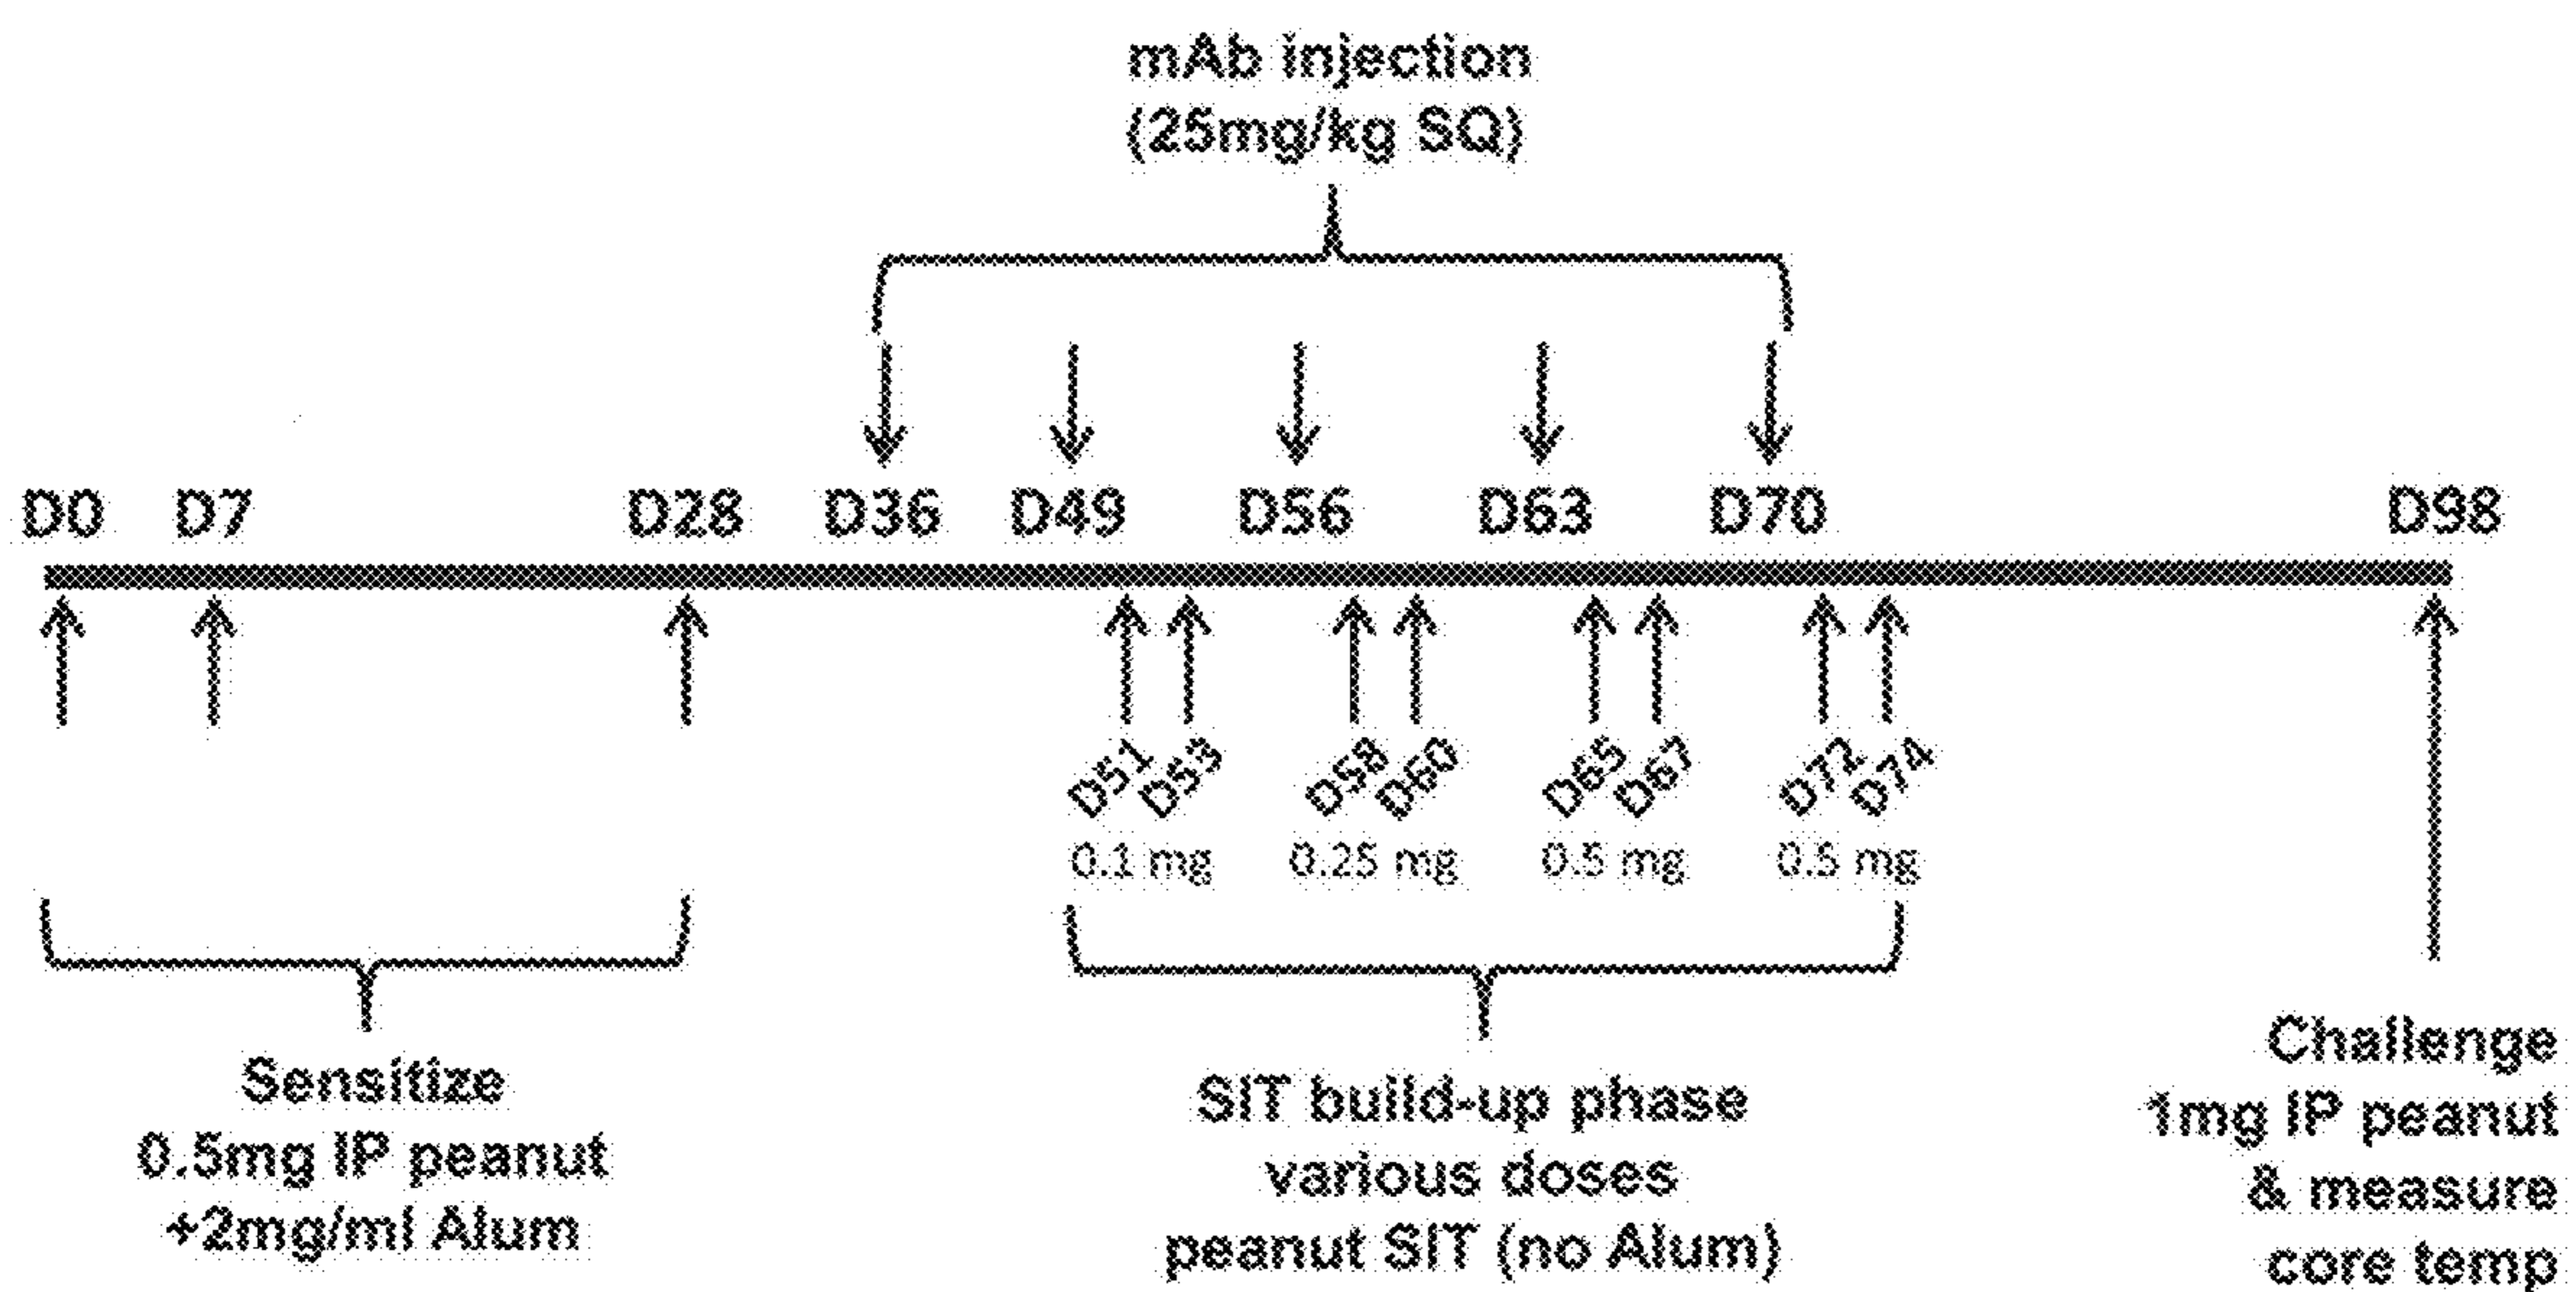 mAb injection
(25mg/kg SQ)
D0 D7 D28 D36 D49 D56 D63 D70 D98
D51 D53 D58 D60 D65 D67 D72 D74
0.1 mg 0.25 mg 0.5 mg 0.5 mg
Sensitize
0.5mg IP peanut
+2mg/ml Alum
SIT build-up phase
various doses
peanut SIT (no Alum)
Challenge
1mg IP peanut
& measure
core temp